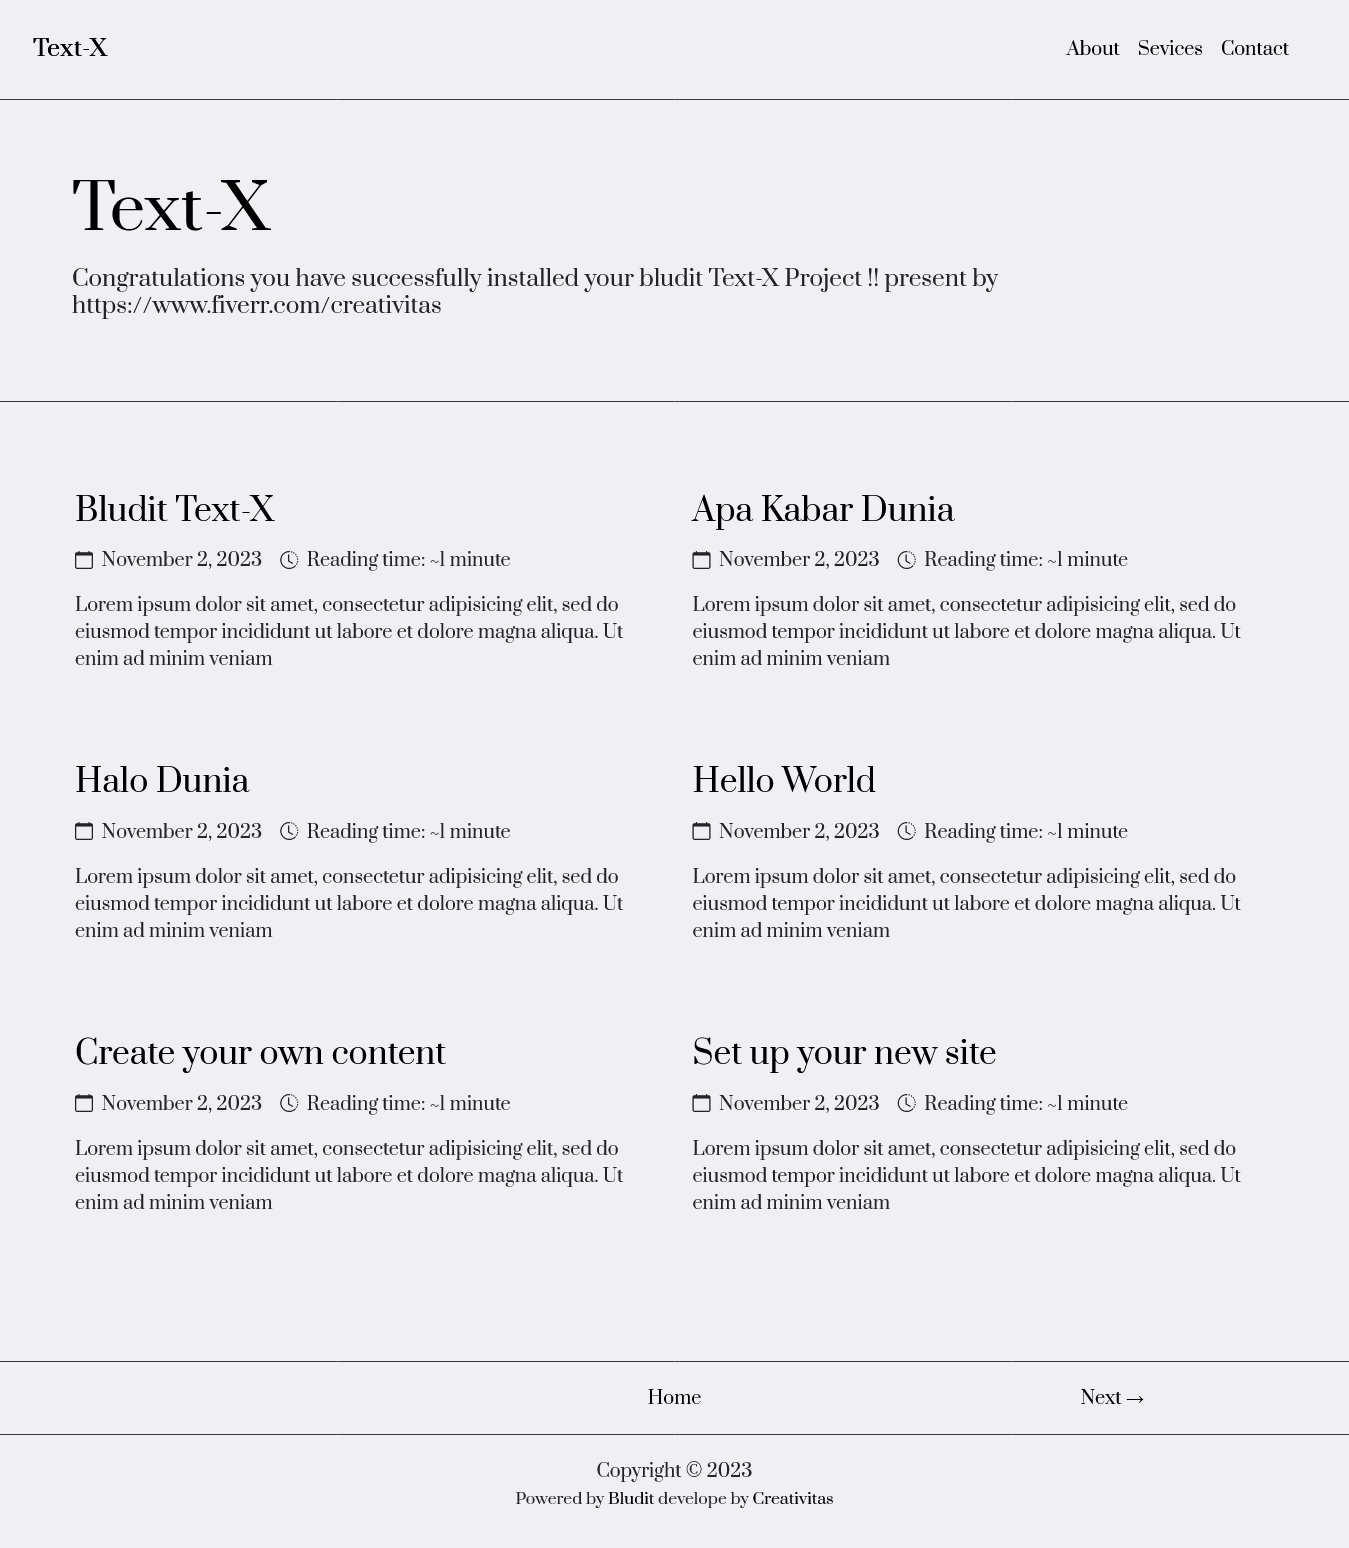 Text-X
About Sevices Contact
Text-X
Congratulations you have successfully installed your bludit Text-X Project !! present by
https://www.fiverr.com/creativitas
Bludit Text-X
November 2, 2023 Reading time: ~1 minute
Lorem ipsum dolor sit amet, consectetur adipisicing elit, sed do
eiusmod tempor incididunt ut labore et dolore magna aliqua. Ut
enim ad minim veniam
Apa Kabar Dunia
November 2, 2023 Reading time: ~1 minute
Lorem ipsum dolor sit amet, consectetur adipisicing elit, sed do
eiusmod tempor incididunt ut labore et dolore magna aliqua. Ut
enim ad minim veniam
Halo Dunia
November 2, 2023 Reading time: ~1 minute
Lorem ipsum dolor sit amet, consectetur adipisicing elit, sed do
eiusmod tempor incididunt ut labore et dolore magna aliqua. Ut
enim ad minim veniam
Hello World
November 2, 2023 Reading time: ~1 minute
Lorem ipsum dolor sit amet, consectetur adipisicing elit, sed do
eiusmod tempor incididunt ut labore et dolore magna aliqua. Ut
enim ad minim veniam
Create your own content
November 2, 2023 Reading time: ~1 minute
Lorem ipsum dolor sit amet, consectetur adipisicing elit, sed do
eiusmod tempor incididunt ut labore et dolore magna aliqua. Ut
enim ad minim veniam
Set up your new site
November 2, 2023 Reading time: ~1 minute
Lorem ipsum dolor sit amet, consectetur adipisicing elit, sed do
eiusmod tempor incididunt ut labore et dolore magna aliqua. Ut
enim ad minim veniam
Home
Next →
Copyright © 2023
Powered by Bludit develope by Creativitas